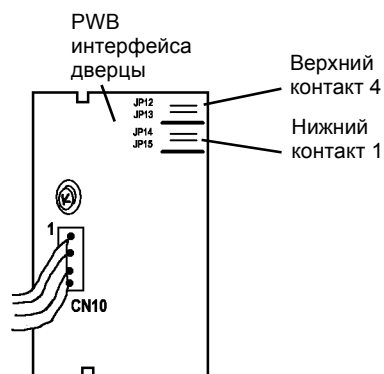 PWB
интерфейса
дверцы
Верхний
контакт 4
JP12
JP13
JP14
JP15
Нижний
контакт 1
1
CN10